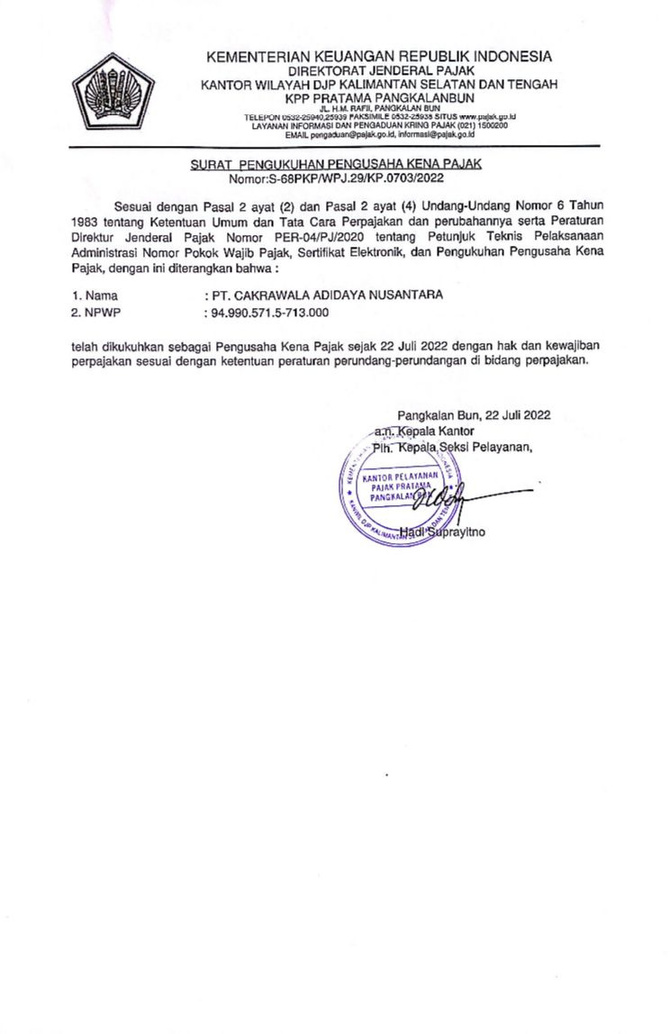 KEMENTERIAN KEUANGAN REPUBLIK INDONESIA
DIREKTORAT JENDERAL PAJAK
KANTOR WILAYAH DJP KALIMANTAN SELATAN DAN TENGAH
KPP PRATAMA PANGKALANBUN
JL. H.M. RAFII, PANGKALAN BUN
TELEPON 0532-25940,25939 FAKSIMILE 0532-25938 SITUS www.pajak.go.id
LAYANAN INFORMASI DAN PENGADUAN KRING PAJAK (021) 1500200
EMAIL pengaduan@pajak.go.id, informasi@pajak.go.id
SURAT PENGUKUHAN PENGUSAHA KENA PAJAK
Nomor:S-68PKP/WPJ.29/KP.0703/2022
Sesuai dengan Pasal 2 ayat (2) dan Pasal 2 ayat (4) Undang-Undang Nomor 6 Tahun
1983 tentang Ketentuan Umum dan Tata Cara Perpajakan dan perubahannya serta Peraturan
Direktur Jenderal Pajak Nomor PER-04/PJ/2020 tentang Petunjuk Teknis Pelaksanaan
Administrasi Nomor Pokok Wajib Pajak, Sertifikat Elektronik, dan Pengukuhan Pengusaha Kena
Pajak, dengan ini diterangkan bahwa :
1. Nama : PT. CAKRAWALA ADIDAYA NUSANTARA
2. NPWP : 94.990.571.5-713.000
telah dikukuhkan sebagai Pengusaha Kena Pajak sejak 22 Juli 2022 dengan hak dan kewajiban
perpajakan sesuai dengan ketentuan peraturan perundang-perundangan di bidang perpajakan.
Pangkalan Bun, 22 Juli 2022
a.n. Kepala Kantor
Plh. Kepala Seksi Pelayanan,
KANTOR PELAYANAN
PAJAK PRATAMA
PANGKALAN BUN
KANWIL DJP KALIMANTAN DAN
Hadi Suprayitno